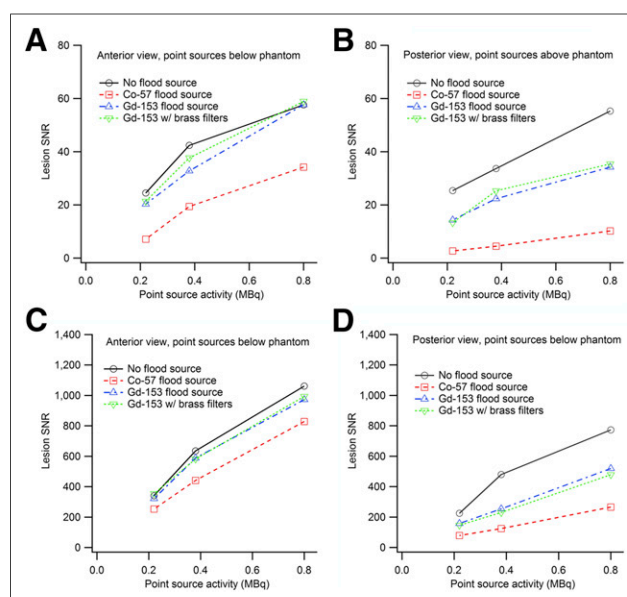 A
80
60
40
20
0
Lesion SNR
Anterior view, point sources below phantom
No flood source
Co-57 flood source
Gd-153 flood source
Gd-153 w/ brass filters
0.0 0.2 0.4 0.6 0.8
Point source activity (MBq)
B
80
60
40
20
0
Lesion SNR
Posterior view, point sources above phantom
No flood source
Co-57 flood source
Gd-153 flood source
Gd-153 w/ brass filters
0.0 0.2 0.4 0.6 0.8
Point source activity (MBq)
C
1,400
1,200
1,000
800
600
400
200
0
Lesion SNR
Anterior view, point sources below phantom
No flood source
Co-57 flood source
Gd-153 flood source
Gd-153 w/ brass filters
0.0 0.2 0.4 0.6 0.8
Point source activity (MBq)
D
1,400
1,200
1,000
800
600
400
200
0
Lesion SNR
Posterior view, point sources below phantom
No flood source
Co-57 flood source
Gd-153 flood source
Gd-153 w/ brass filters
0.0 0.2 0.4 0.6 0.8
Point source activity (MBq)